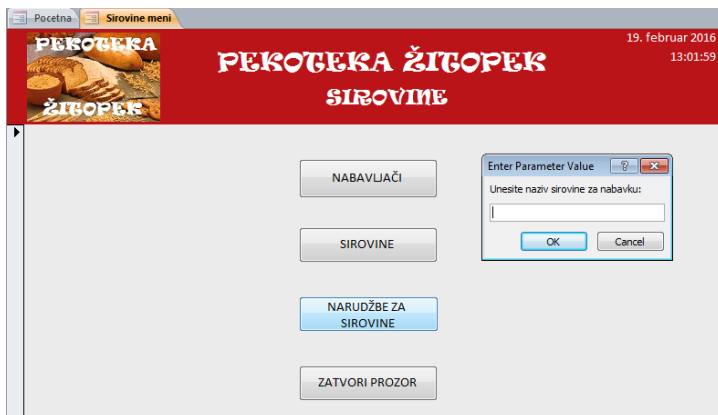 Pocetna
Sirovine meni
PEKOTEKA
ŽITOPEK
PEKOTEKA ŽITOPEK
SIROVINE
19. februar 2016
13:01:59
NABAVLJAČI
SIROVINE
NARUDŽBE ZA
SIROVINE
ZATVORI PROZOR
Enter Parameter Value
Unesite naziv sirovine za nabavku:
OK
Cancel